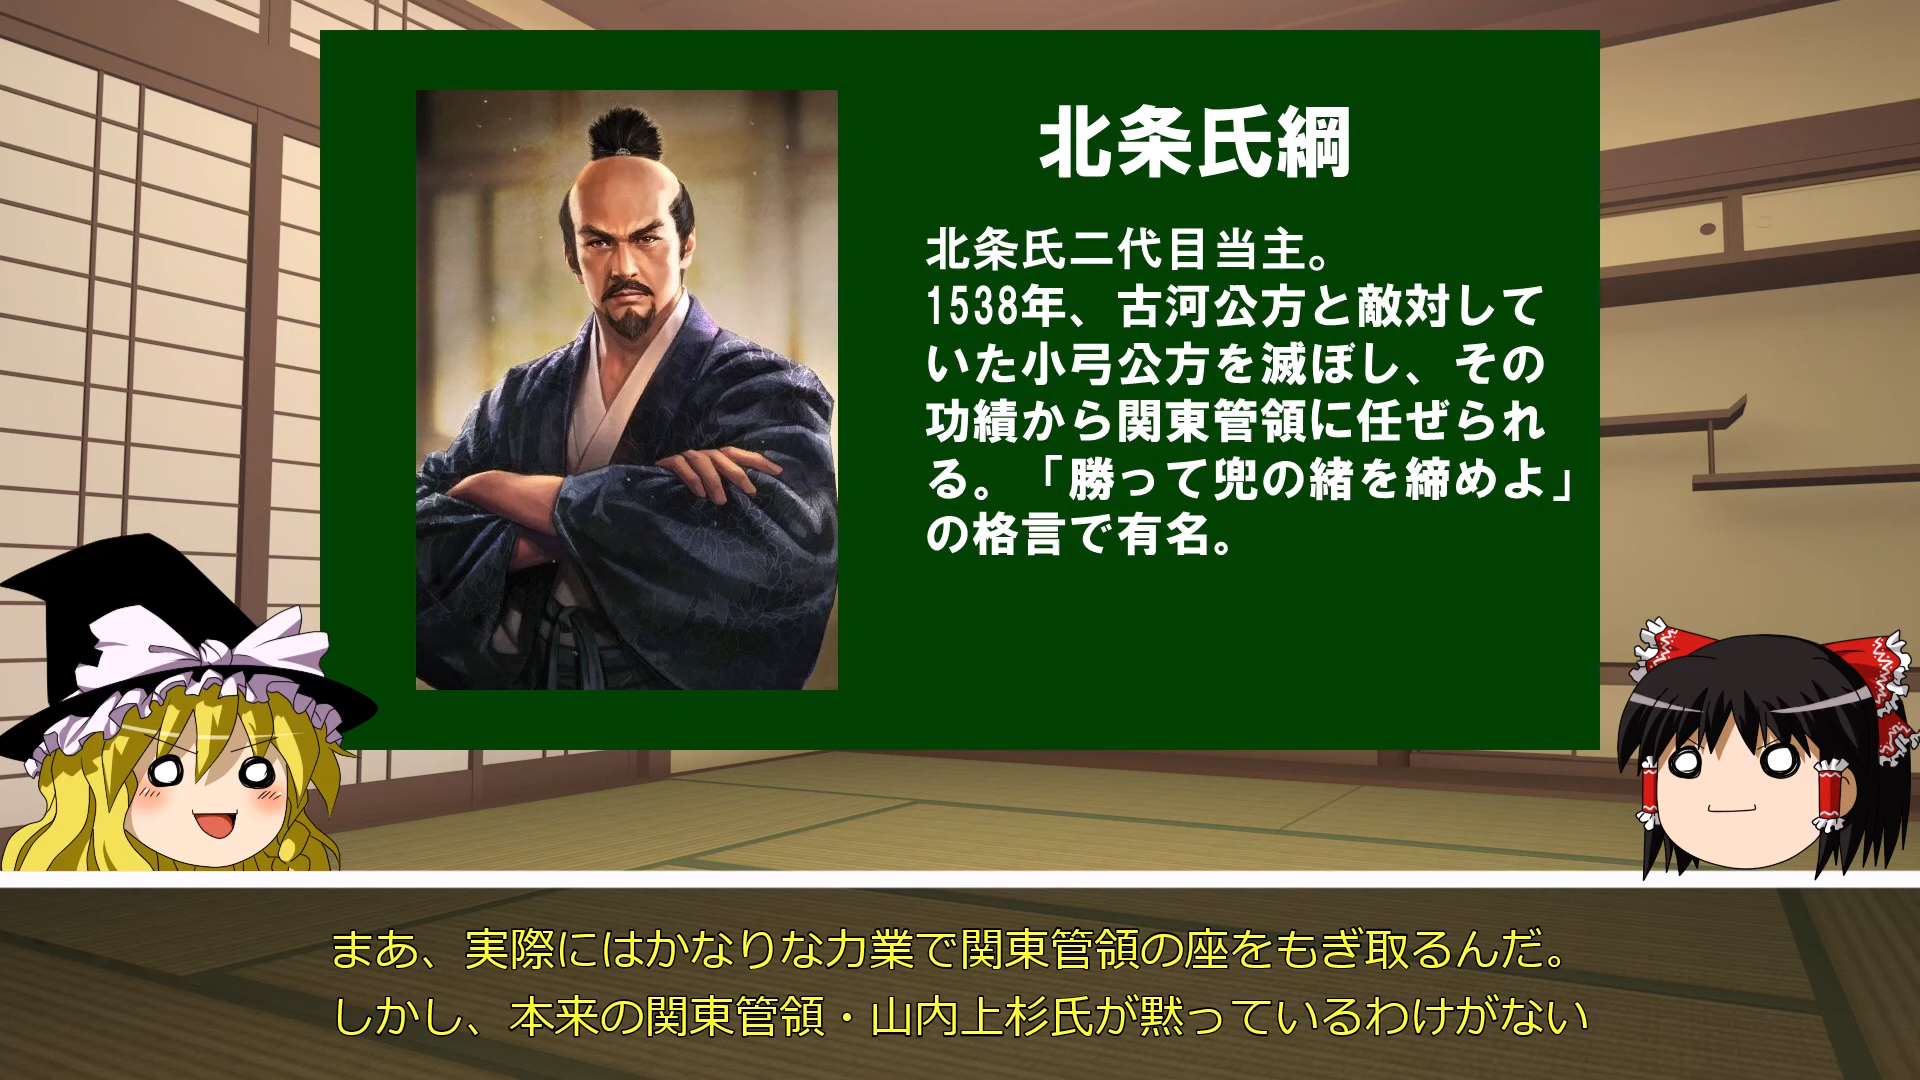 北条氏綱
北条氏二代目当主。
1538年、古河公方と敵対して
いた小弓公方を滅ぼし、その
功績から関東管領に任ぜられ
る。「勝って兜の緒を締めよ」
の格言で有名。
まあ、実際にはかなりな力業で関東管領の座をもぎ取るんだ。
しかし、本来の関東管領・山内上杉氏が黙っているわけがない